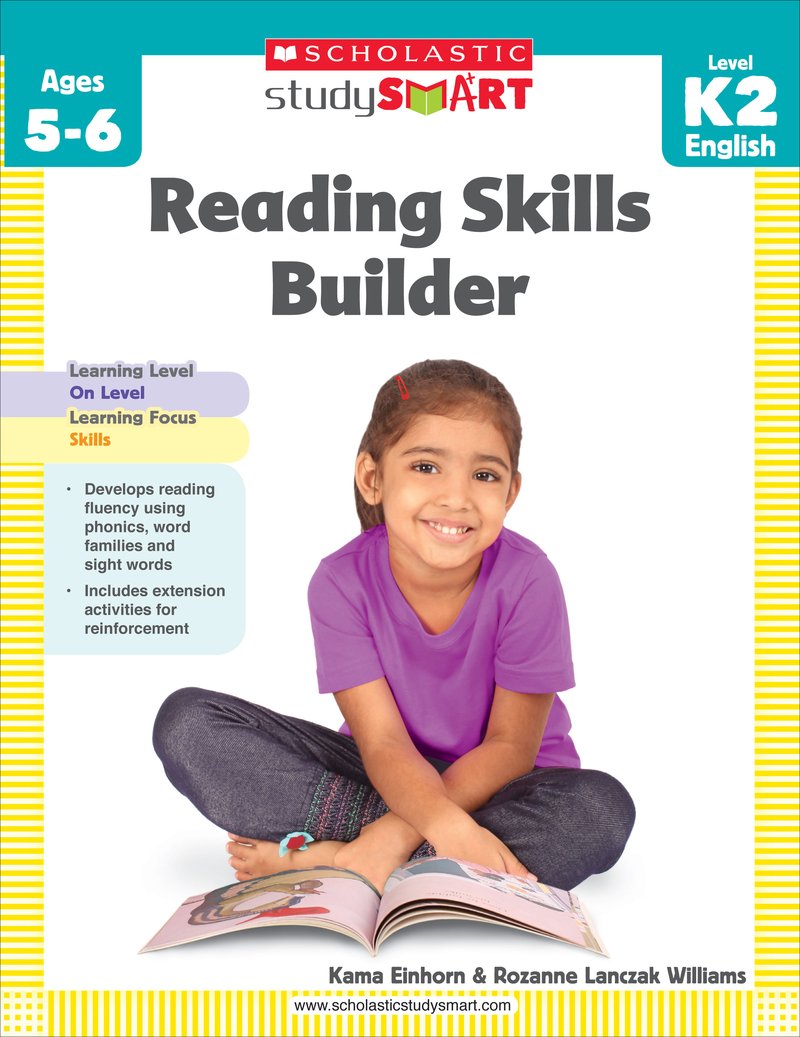 SCHOLASTIC
studySMART
Ages
5-6
Level
K2
English
Reading Skills
Builder
Learning Level
On Level
Learning Focus
Skills
• Develops reading
fluency using
phonics, word
families and
sight words
• Includes extension
activities for
reinforcement
Kama Einhorn & Rozanne Lanczak Williams
www.scholasticstudysmart.com